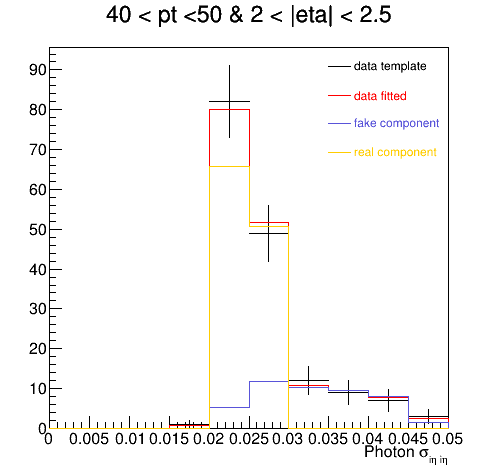 40 < pt <50 & 2 < |eta| < 2.5
data template
data fitted
fake component
real component
90
80
70
60
50
40
30
20
10
0
0 0.005 0.01 0.015 0.02 0.025 0.03 0.035 0.04 0.045 0.05
Photon σiη iη